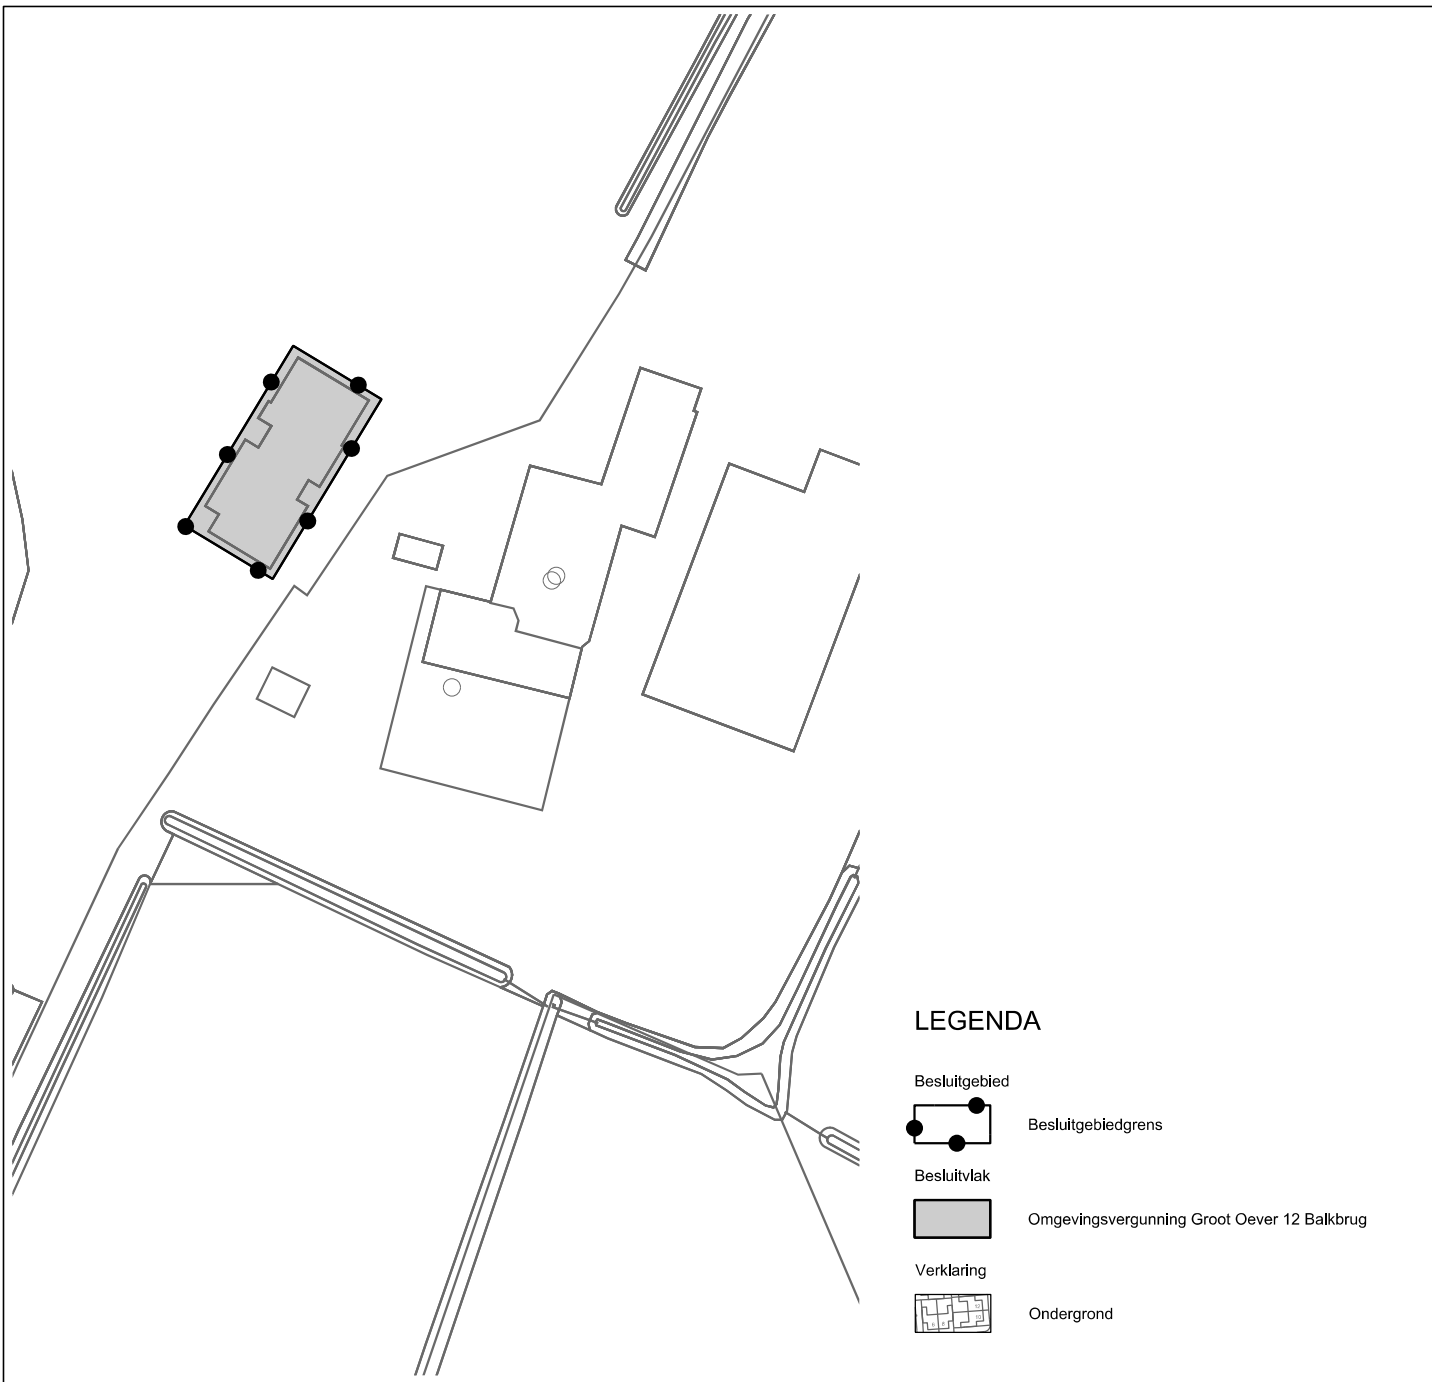 LEGENDA
Besluitgebied
Besluitgebiedgrens
Besluitvlak
Omgevingsvergunning Groot Oever 12 Balkbrug
Verklaring
Ondergrond